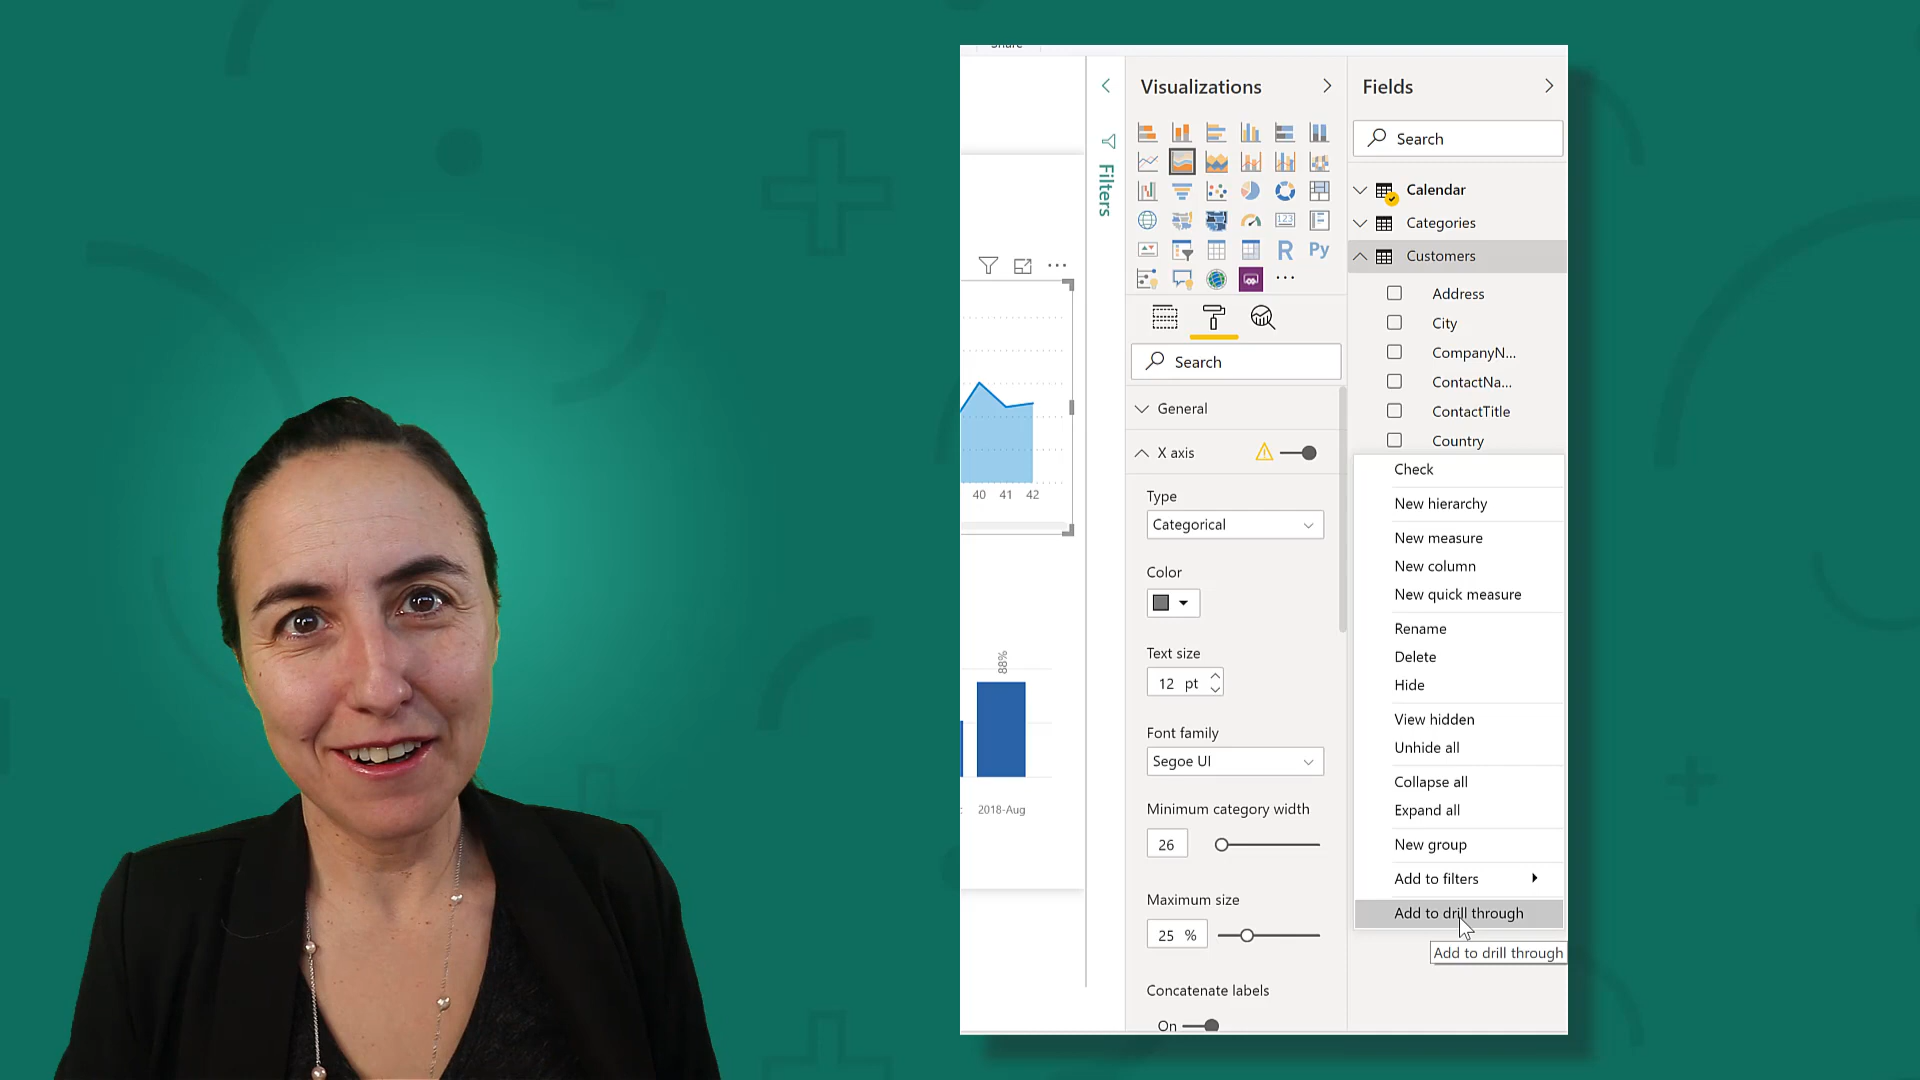 Share
Visualizations
Fields
Search
Filters
Calendar
Categories
Customers
123
R
Py
Address
City
CompanyN...
ContactNa...
ContactTitle
Country
Search
General
X axis
Type
Categorical
Color
Text size
12 pt
Font family
Segoe UI
Minimum category width
26
Maximum size
25 %
Concatenate labels
On
Check
New hierarchy
New measure
New column
New quick measure
Rename
Delete
Hide
View hidden
Unhide all
Collapse all
Expand all
New group
Add to filters
Add to drill through
Add to drill through
40 41 42
88%
2018-Aug